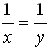 1/x = 1/y